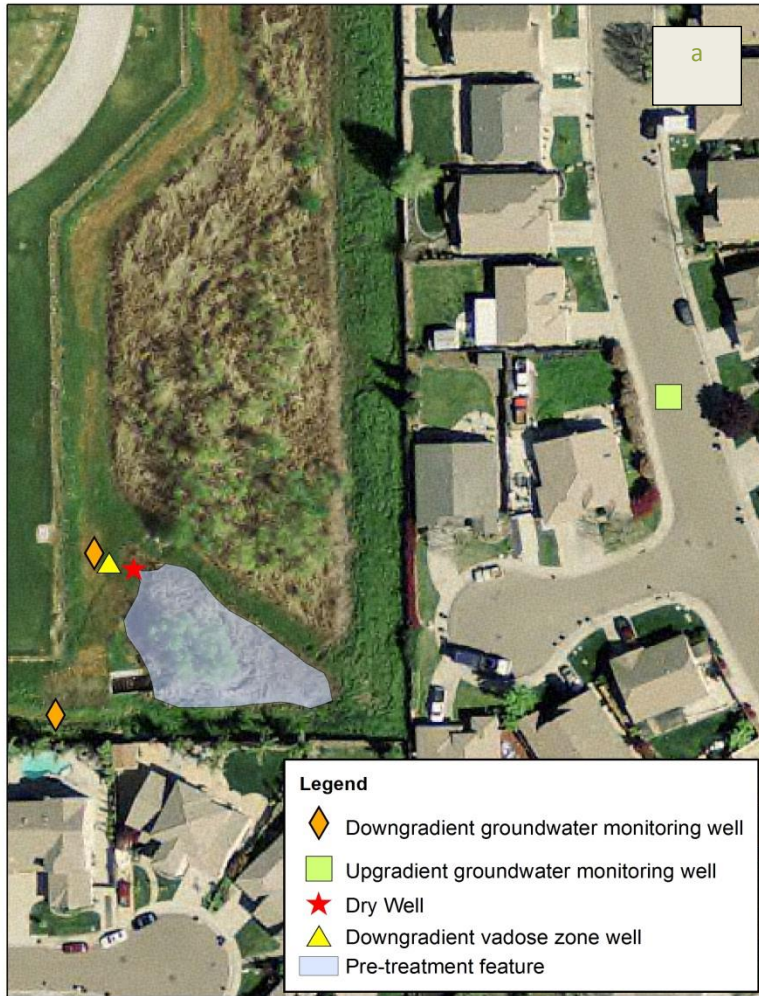 a
Legend
Downgradient groundwater monitoring well
Upgradient groundwater monitoring well
Dry Well
Downgradient vadose zone well
Pre-treatment feature